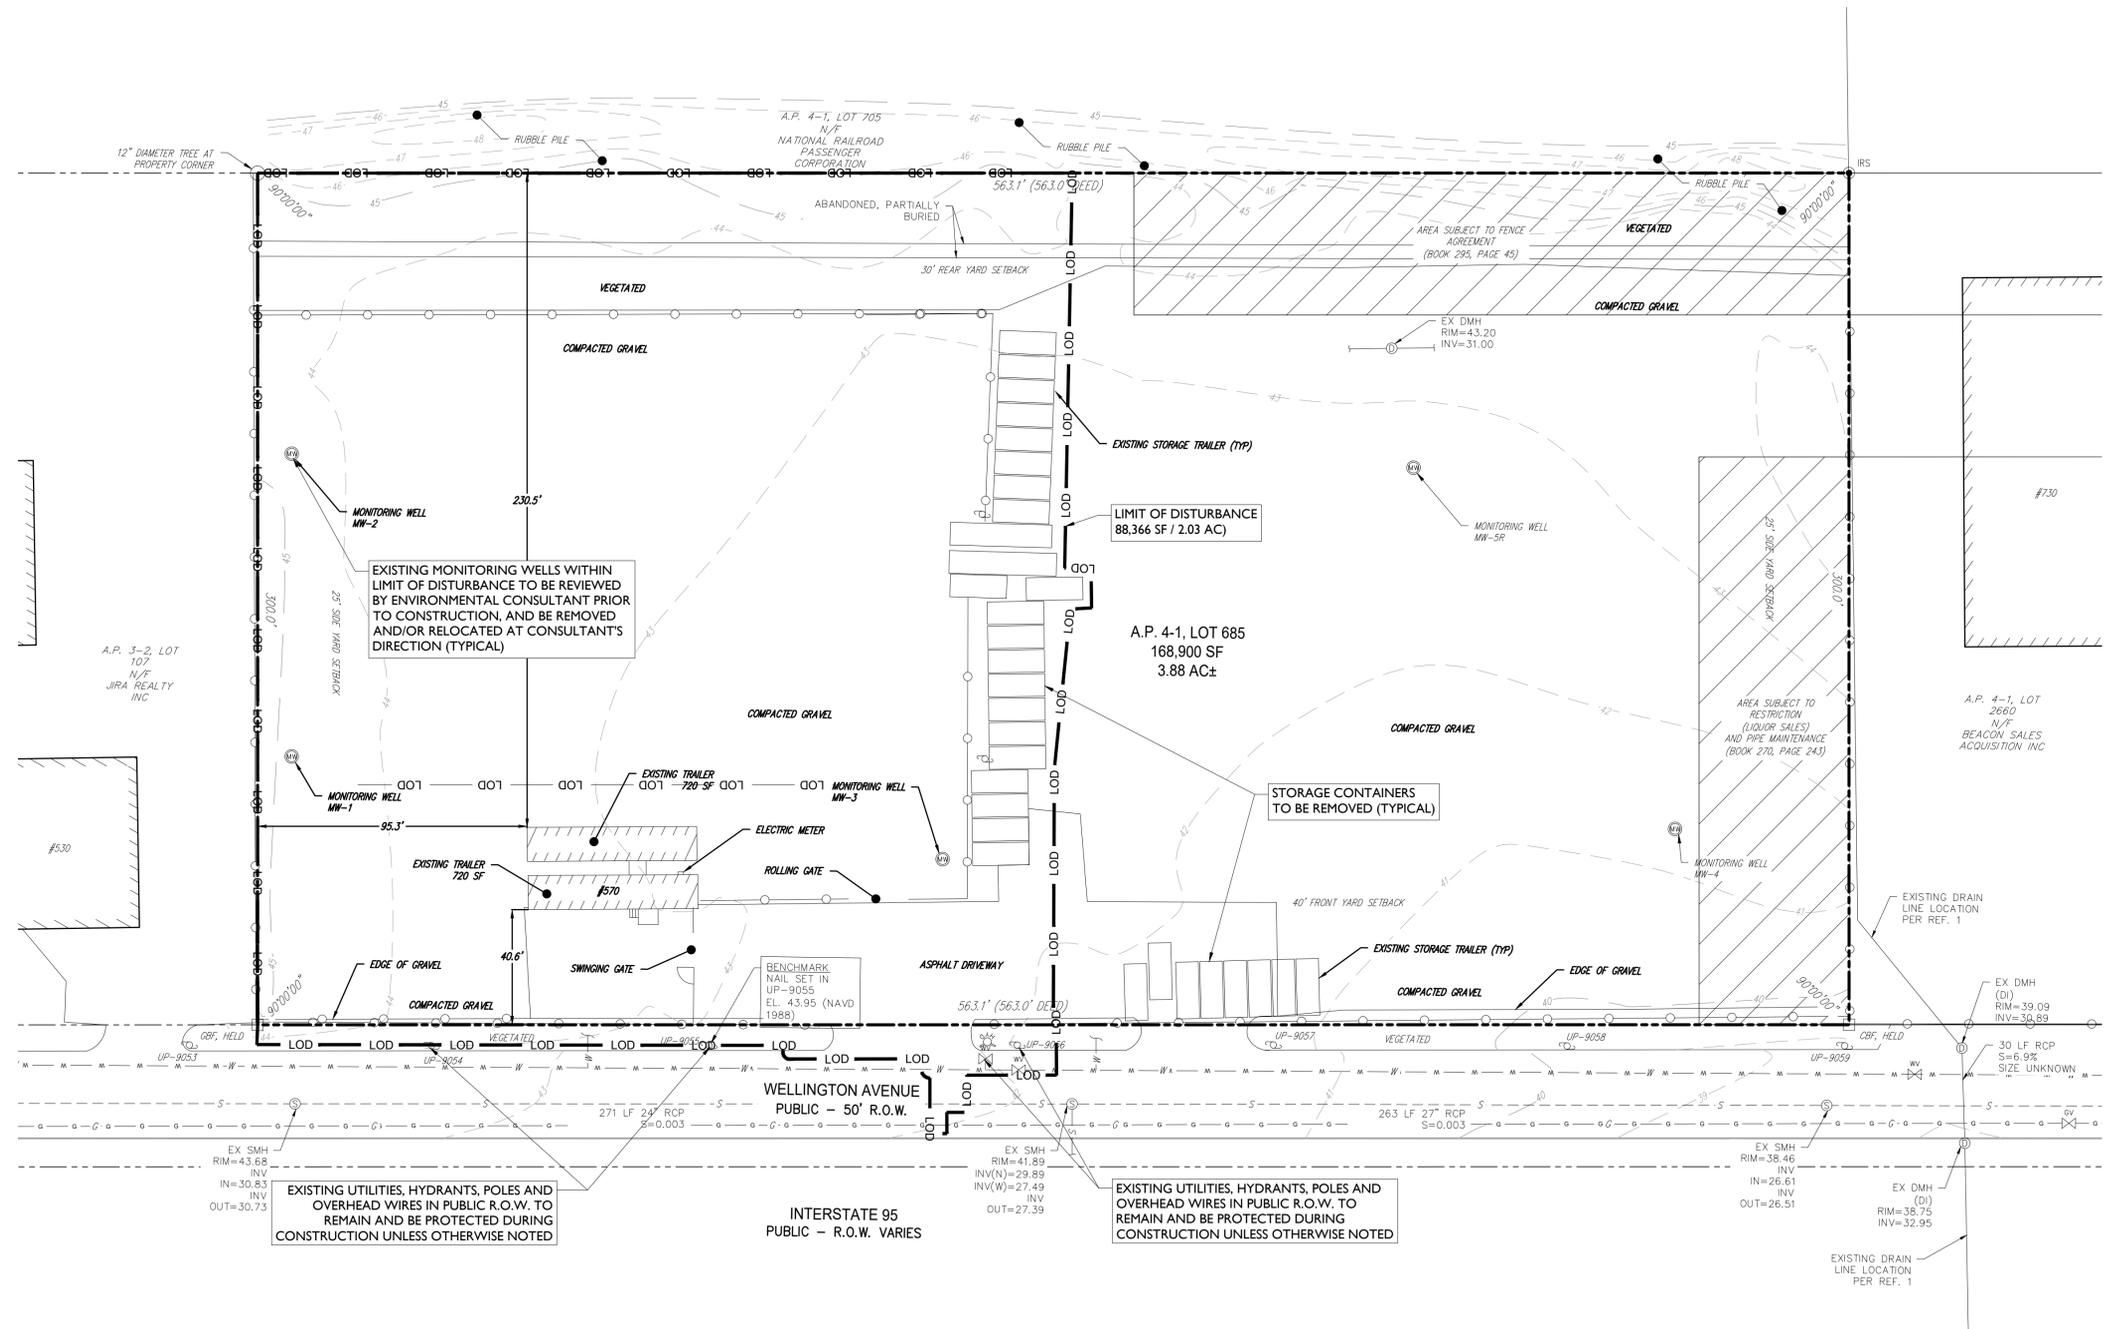 A.P. 4-1, LOT 705
N/F
NATIONAL RAILROAD
PASSENGER
CORPORATION
RUBBLE PILE
RUBBLE PILE
RUBBLE PILE
12" DIAMETER TREE AT
PROPERTY CORNER
IRS
563.1' (563.0' DEED)
90°00'00"
90°00'00"
ABANDONED, PARTIALLY
BURIED
30' REAR YARD SETBACK
AREA SUBJECT TO FENCE
AGREEMENT
(BOOK 295, PAGE 45)
VEGETATED
VEGETATED
COMPACTED GRAVEL
COMPACTED GRAVEL
EX DMH
RIM=43.20
INV=31.00
EXISTING STORAGE TRAILER (TYP)
230.5'
MONITORING WELL
MW-2
LIMIT OF DISTURBANCE
88,366 SF / 2.03 AC)
MONITORING WELL
MW-5R
#730
25' SIDE YARD SETBACK
300.0'
EXISTING MONITORING WELLS WITHIN
LIMIT OF DISTURBANCE TO BE REVIEWED
BY ENVIRONMENTAL CONSULTANT PRIOR
TO CONSTRUCTION, AND BE REMOVED
AND/OR RELOCATED AT CONSULTANT'S
DIRECTION (TYPICAL)
300.0'
25' SIDE YARD SETBACK
A.P. 3-2, LOT
107
N/F
JIRA REALTY
INC
A.P. 4-1, LOT 685
168,900 SF
3.88 AC±
COMPACTED GRAVEL
COMPACTED GRAVEL
AREA SUBJECT TO
RESTRICTION
(LIQUOR SALES)
AND PIPE MAINTENANCE
(BOOK 270, PAGE 243)
A.P. 4-1, LOT
2660
N/F
BEACON SALES
ACQUISITION INC
EXISTING TRAILER
720 SF
MONITORING WELL
MW-3
MONITORING WELL
MW-1
STORAGE CONTAINERS
TO BE REMOVED (TYPICAL)
95.3'
ELECTRIC METER
#530
EXISTING TRAILER
720 SF
#570
ROLLING GATE
MONITORING WELL
MW-4
40' FRONT YARD SETBACK
EXISTING DRAIN
LINE LOCATION
PER REF. 1
40.6'
EDGE OF GRAVEL
SWINGING GATE
BENCHMARK
NAIL SET IN
UP-9055
EL. 43.95 (NAVD
1988)
ASPHALT DRIVEWAY
EXISTING STORAGE TRAILER (TYP)
EDGE OF GRAVEL
COMPACTED GRAVEL
COMPACTED GRAVEL
563.1' (563.0' DEED)
90°00'00"
90°00'00"
EX DMH
(DI)
RIM=39.09
INV=30.89
GBF, HELD
VEGETATED
VEGETATED
CBF, HELD
UP-9053
UP-9054
UP-9055
UP-9056
UP-9057
UP-9058
UP-9059
30 LF RCP
S=6.9%
SIZE UNKNOWN
WELLINGTON AVENUE
PUBLIC – 50' R.O.W.
271 LF 24" RCP
S=0.003
263 LF 27" RCP
S=0.003
EX SMH
RIM=43.68
INV
IN=30.83
INV
OUT=30.73
EX SMH
RIM=41.89
INV(N)=29.89
INV(W)=27.49
INV
OUT=27.39
EX SMH
RIM=38.46
INV
IN=26.61
INV
OUT=26.51
EX DMH
(DI)
RIM=38.75
INV=32.95
EXISTING UTILITIES, HYDRANTS, POLES AND
OVERHEAD WIRES IN PUBLIC R.O.W. TO
REMAIN AND BE PROTECTED DURING
CONSTRUCTION UNLESS OTHERWISE NOTED
INTERSTATE 95
PUBLIC – R.O.W. VARIES
EXISTING UTILITIES, HYDRANTS, POLES AND
OVERHEAD WIRES IN PUBLIC R.O.W. TO
REMAIN AND BE PROTECTED DURING
CONSTRUCTION UNLESS OTHERWISE NOTED
EXISTING DRAIN
LINE LOCATION
PER REF. 1